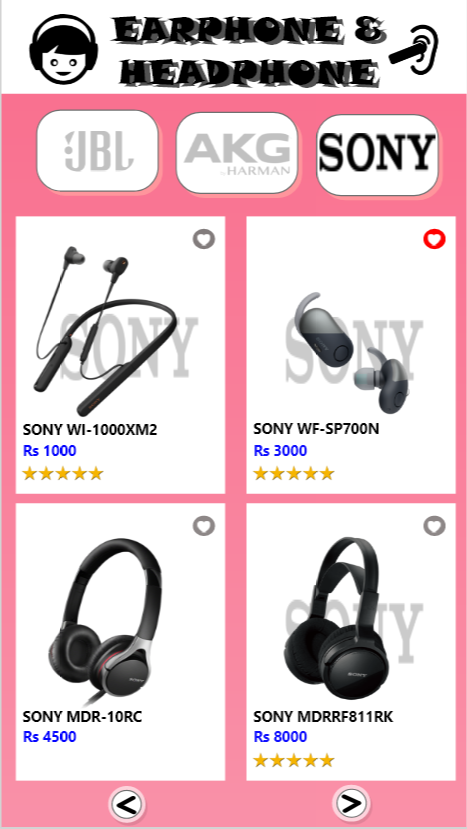 EARPHONE &
HEADPHONE
JBL
AKG
by HARMAN
SONY
SONY
SONY WI-1000XM2
Rs 1000
SONY
SONY WF-SP700N
Rs 3000
SONY MDR-10RC
Rs 4500
SONY
SONY
SONY MDRRF811RK
Rs 8000